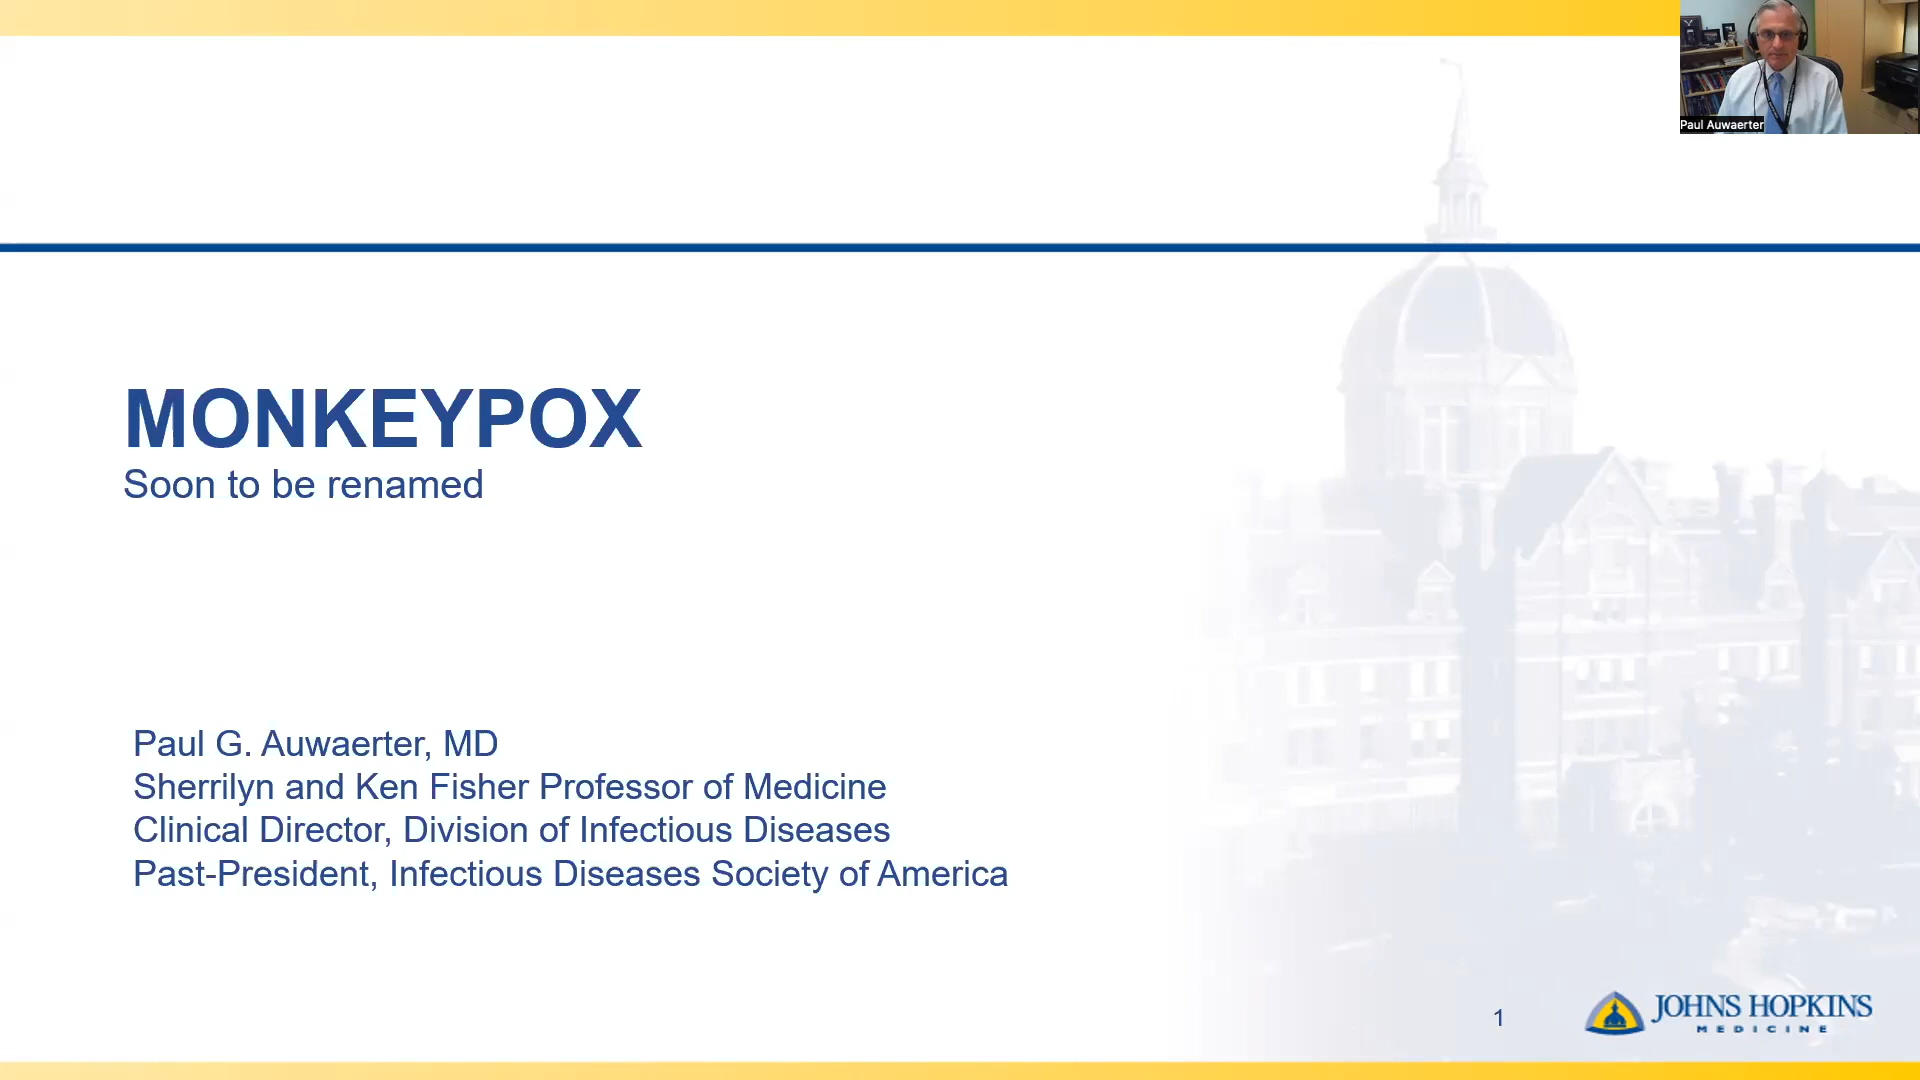 Paul Auwaerter
MONKEYPOX
Soon to be renamed
Paul G. Auwaerter, MD
Sherrilyn and Ken Fisher Professor of Medicine
Clinical Director, Division of Infectious Diseases
Past-President, Infectious Diseases Society of America
1
JOHNS HOPKINS
MEDICINE